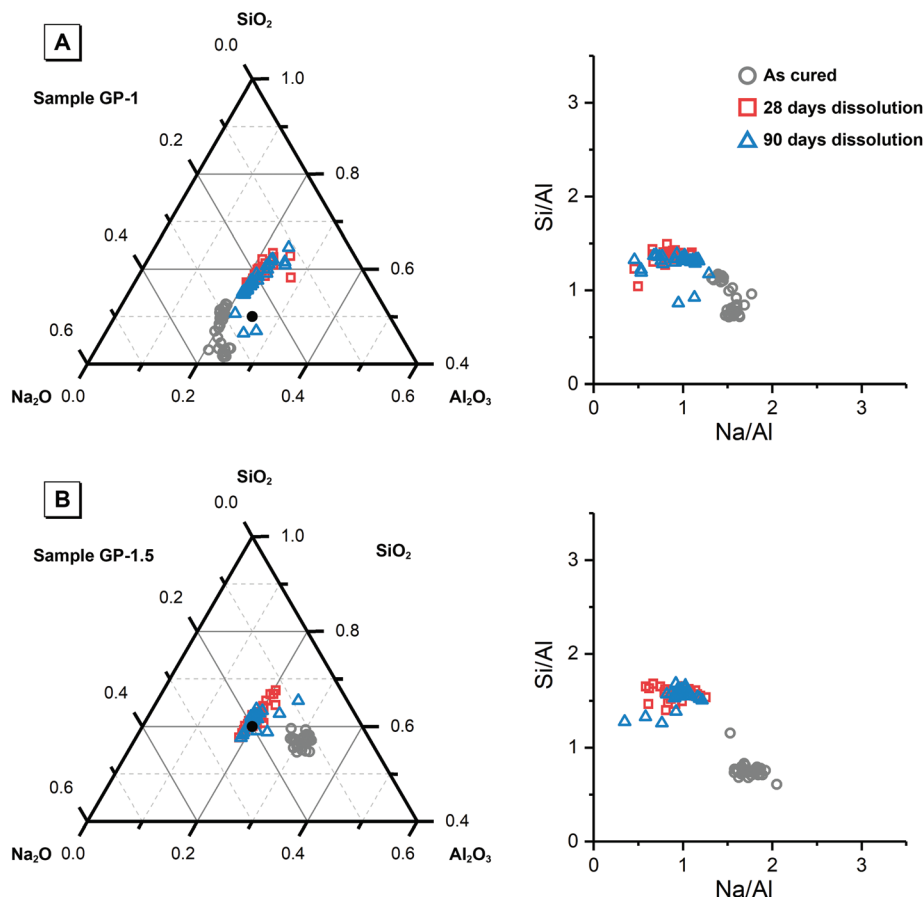 A
SiO₂
0.0
Sample GP-1
1.0
0.2
0.8
0.4
0.6
0.6
0.4
Na₂O 0.0 0.2 0.4 0.6 Al₂O₃
As cured
28 days dissolution
90 days dissolution
Si/Al
3
2
1
0
0 1 2 3
Na/Al
B
SiO₂
0.0
Sample GP-1.5
1.0
SiO₂
0.2
0.8
0.4
0.6
0.6
0.4
Na₂O 0.0 0.2 0.4 0.6 Al₂O₃
Si/Al
3
2
1
0
0 1 2 3
Na/Al